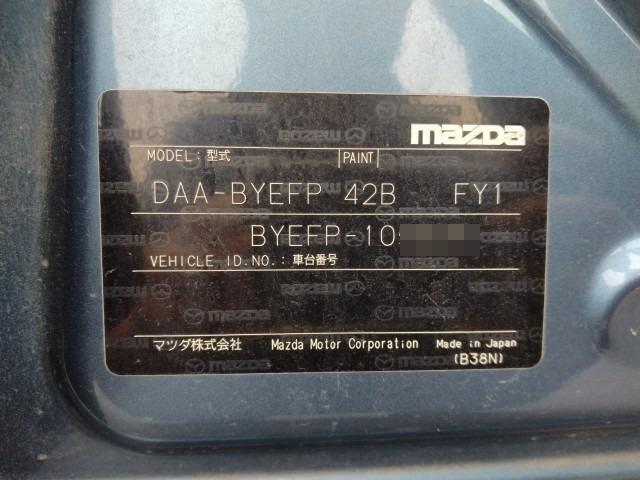 mazda
MODEL:型式 PAINT
DAA-BYEFP 42B FY1
BYEFP-10
VEHICLE ID.NO.:車台番号
マツダ株式会社 Mazda Motor Corporation Made in Japan
(B38N)